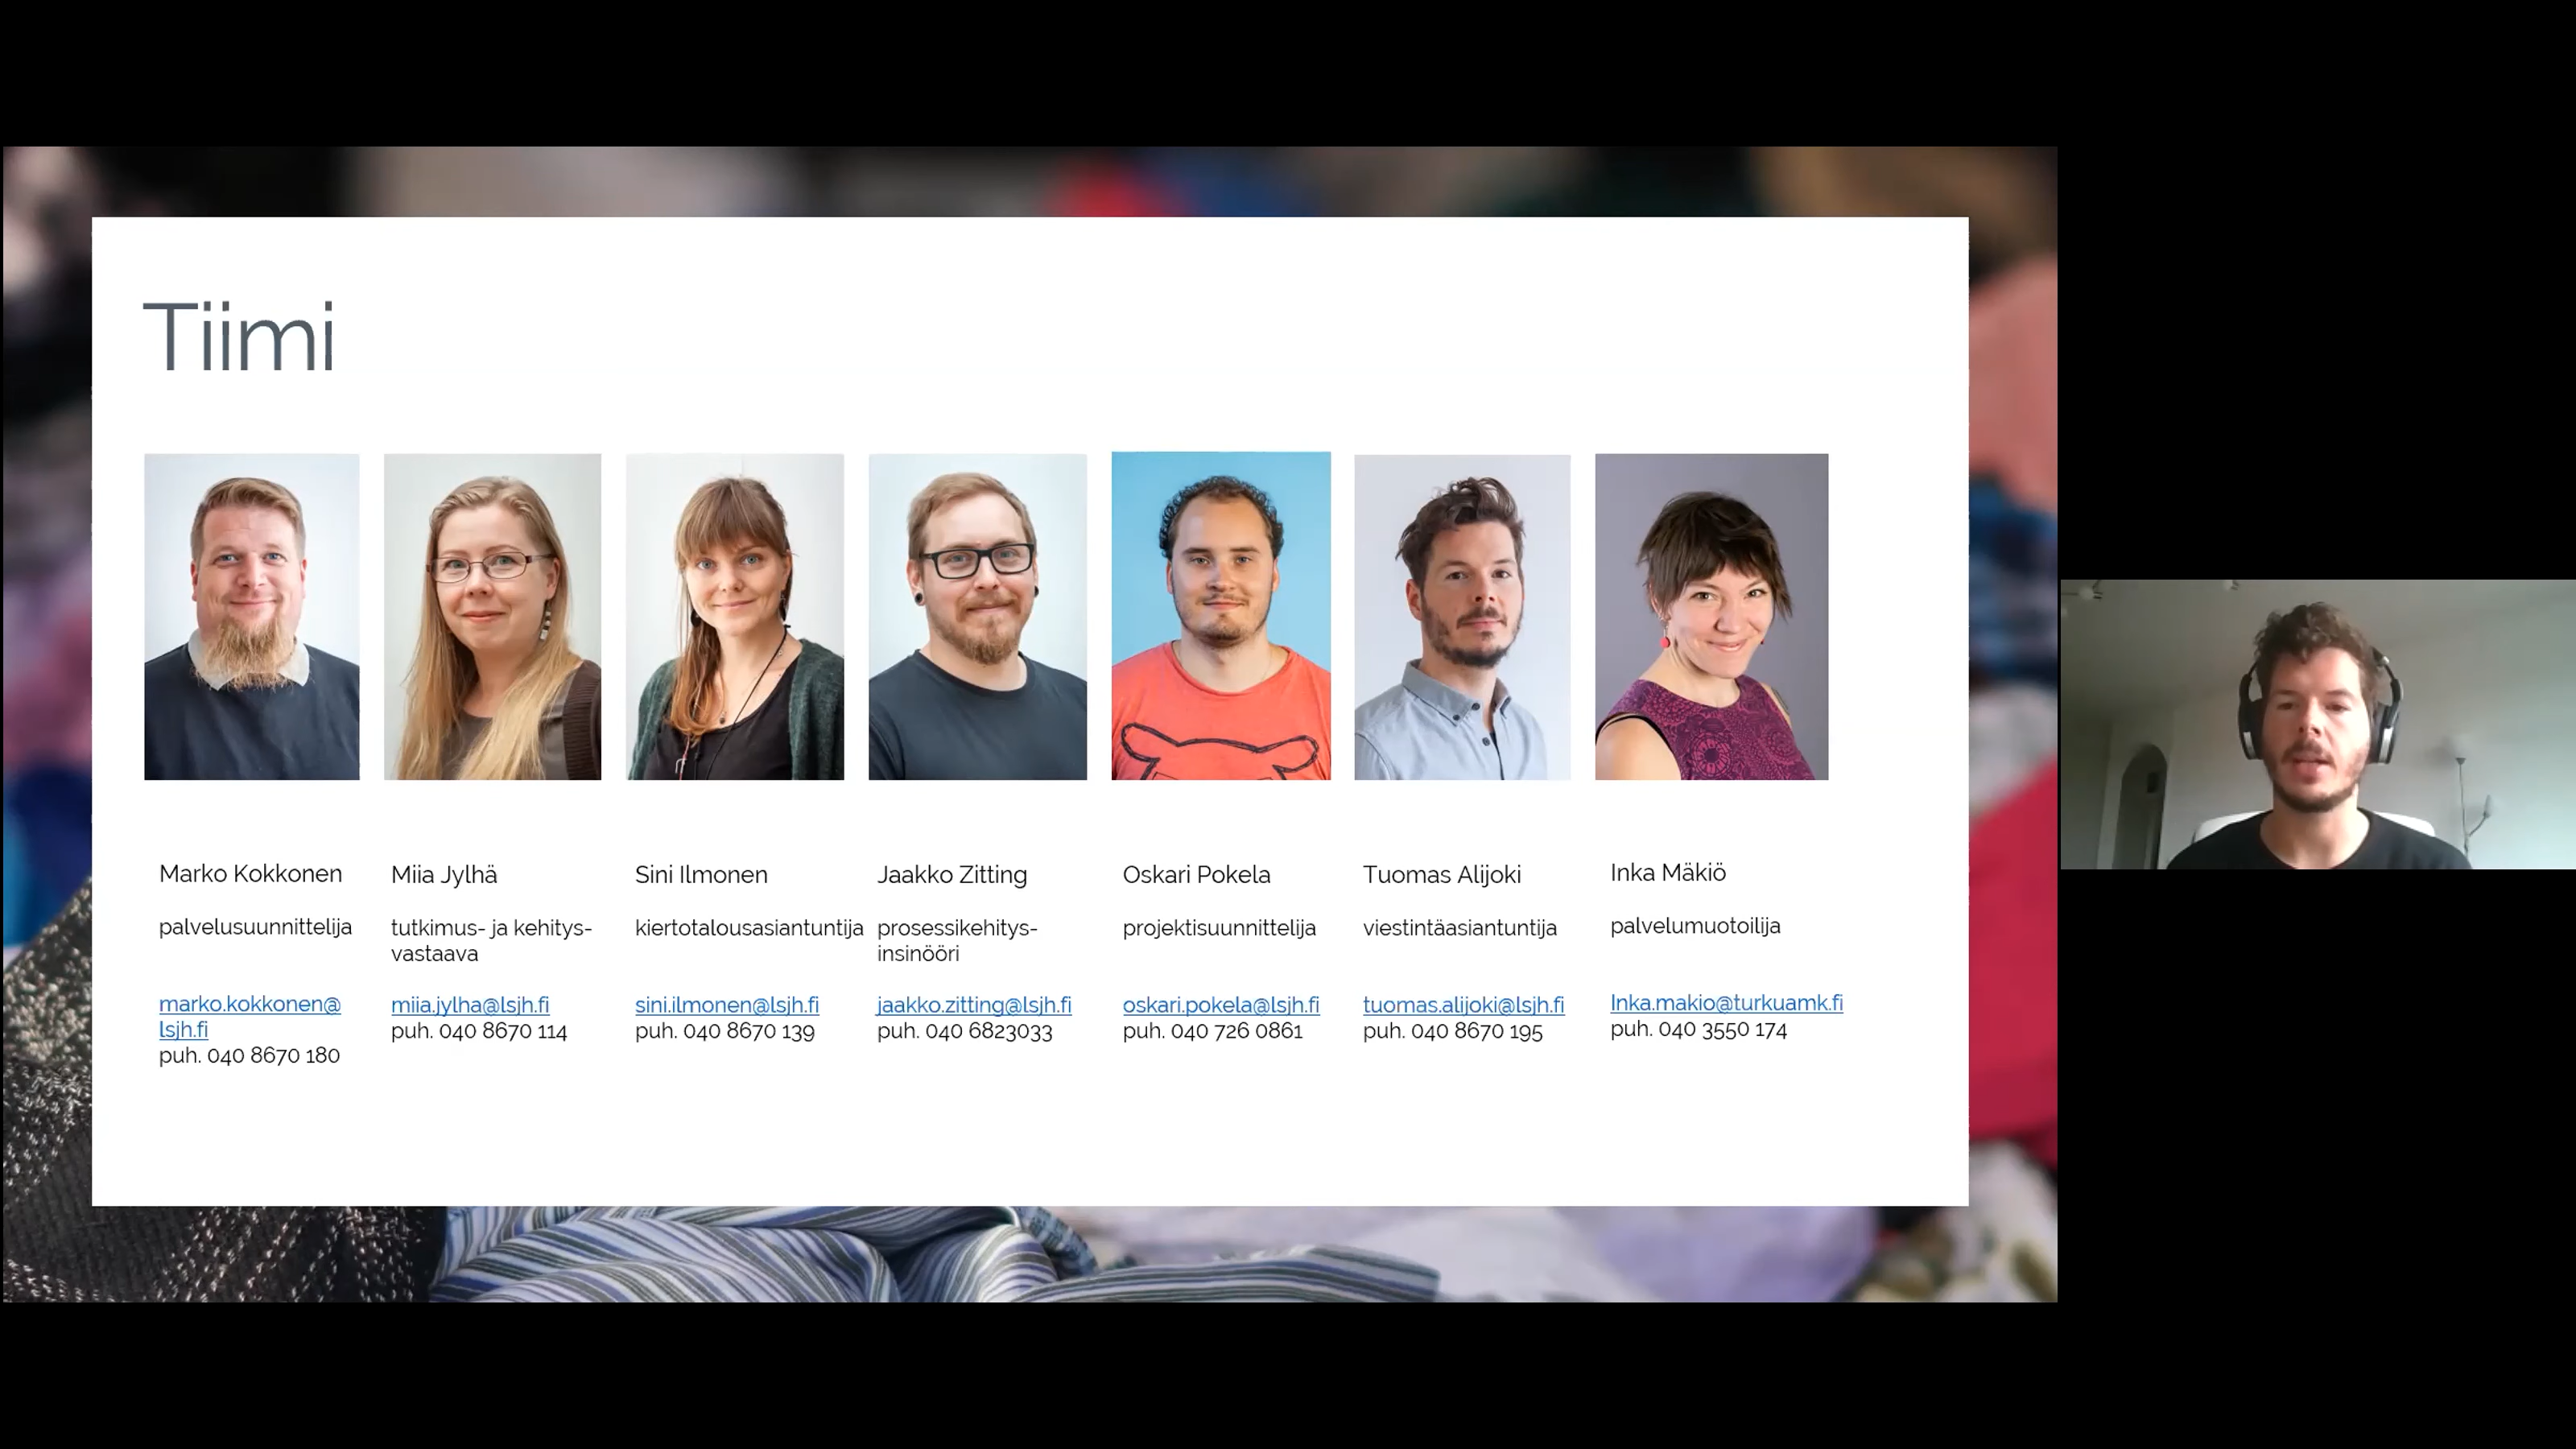 Tiimi
Marko Kokkonen
palvelusuunnittelija
marko.kokkonen@
lsjh.fi
puh. 040 8670 180
Miia Jylhä
tutkimus- ja kehitys-
vastaava
miia.jylha@lsjh.fi
puh. 040 8670 114
Sini Ilmonen
kiertotalousasiantuntija
sini.ilmonen@lsjh.fi
puh. 040 8670 139
Jaakko Zitting
prosessikehitys-
insinööri
jaakko.zitting@lsjh.fi
puh. 040 6823033
Oskari Pokela
projektisuunnittelija
oskari.pokela@lsjh.fi
puh. 040 726 0861
Tuomas Alijoki
viestintäasiantuntija
tuomas.alijoki@lsjh.fi
puh. 040 8670 195
Inka Mäkiö
palvelumuotoilija
Inka.makio@turkuamk.fi
puh. 040 3550 174